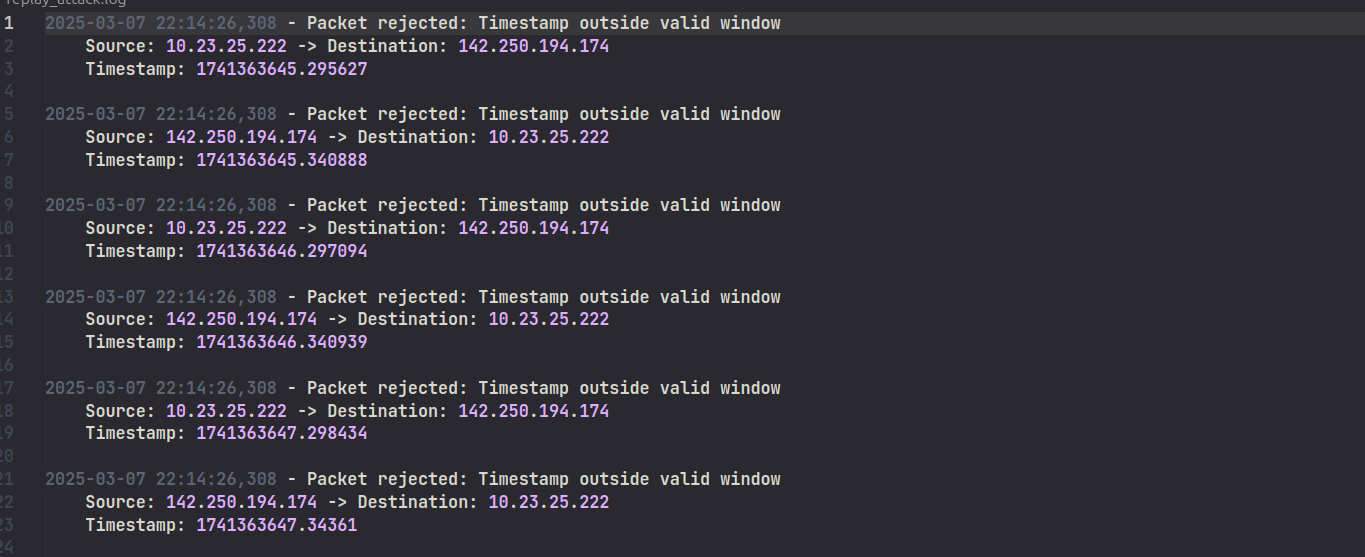 replay_attack.log
1 2025-03-07 22:14:26,308 - Packet rejected: Timestamp outside valid window
2 Source: 10.23.25.222 -> Destination: 142.250.194.174
3 Timestamp: 1741363645.295627
4
5 2025-03-07 22:14:26,308 - Packet rejected: Timestamp outside valid window
6 Source: 142.250.194.174 -> Destination: 10.23.25.222
7 Timestamp: 1741363645.340888
8
9 2025-03-07 22:14:26,308 - Packet rejected: Timestamp outside valid window
10 Source: 10.23.25.222 -> Destination: 142.250.194.174
11 Timestamp: 1741363646.297094
12
13 2025-03-07 22:14:26,308 - Packet rejected: Timestamp outside valid window
14 Source: 142.250.194.174 -> Destination: 10.23.25.222
15 Timestamp: 1741363646.340939
16
17 2025-03-07 22:14:26,308 - Packet rejected: Timestamp outside valid window
18 Source: 10.23.25.222 -> Destination: 142.250.194.174
19 Timestamp: 1741363647.298434
20
21 2025-03-07 22:14:26,308 - Packet rejected: Timestamp outside valid window
22 Source: 142.250.194.174 -> Destination: 10.23.25.222
23 Timestamp: 1741363647.34361
24